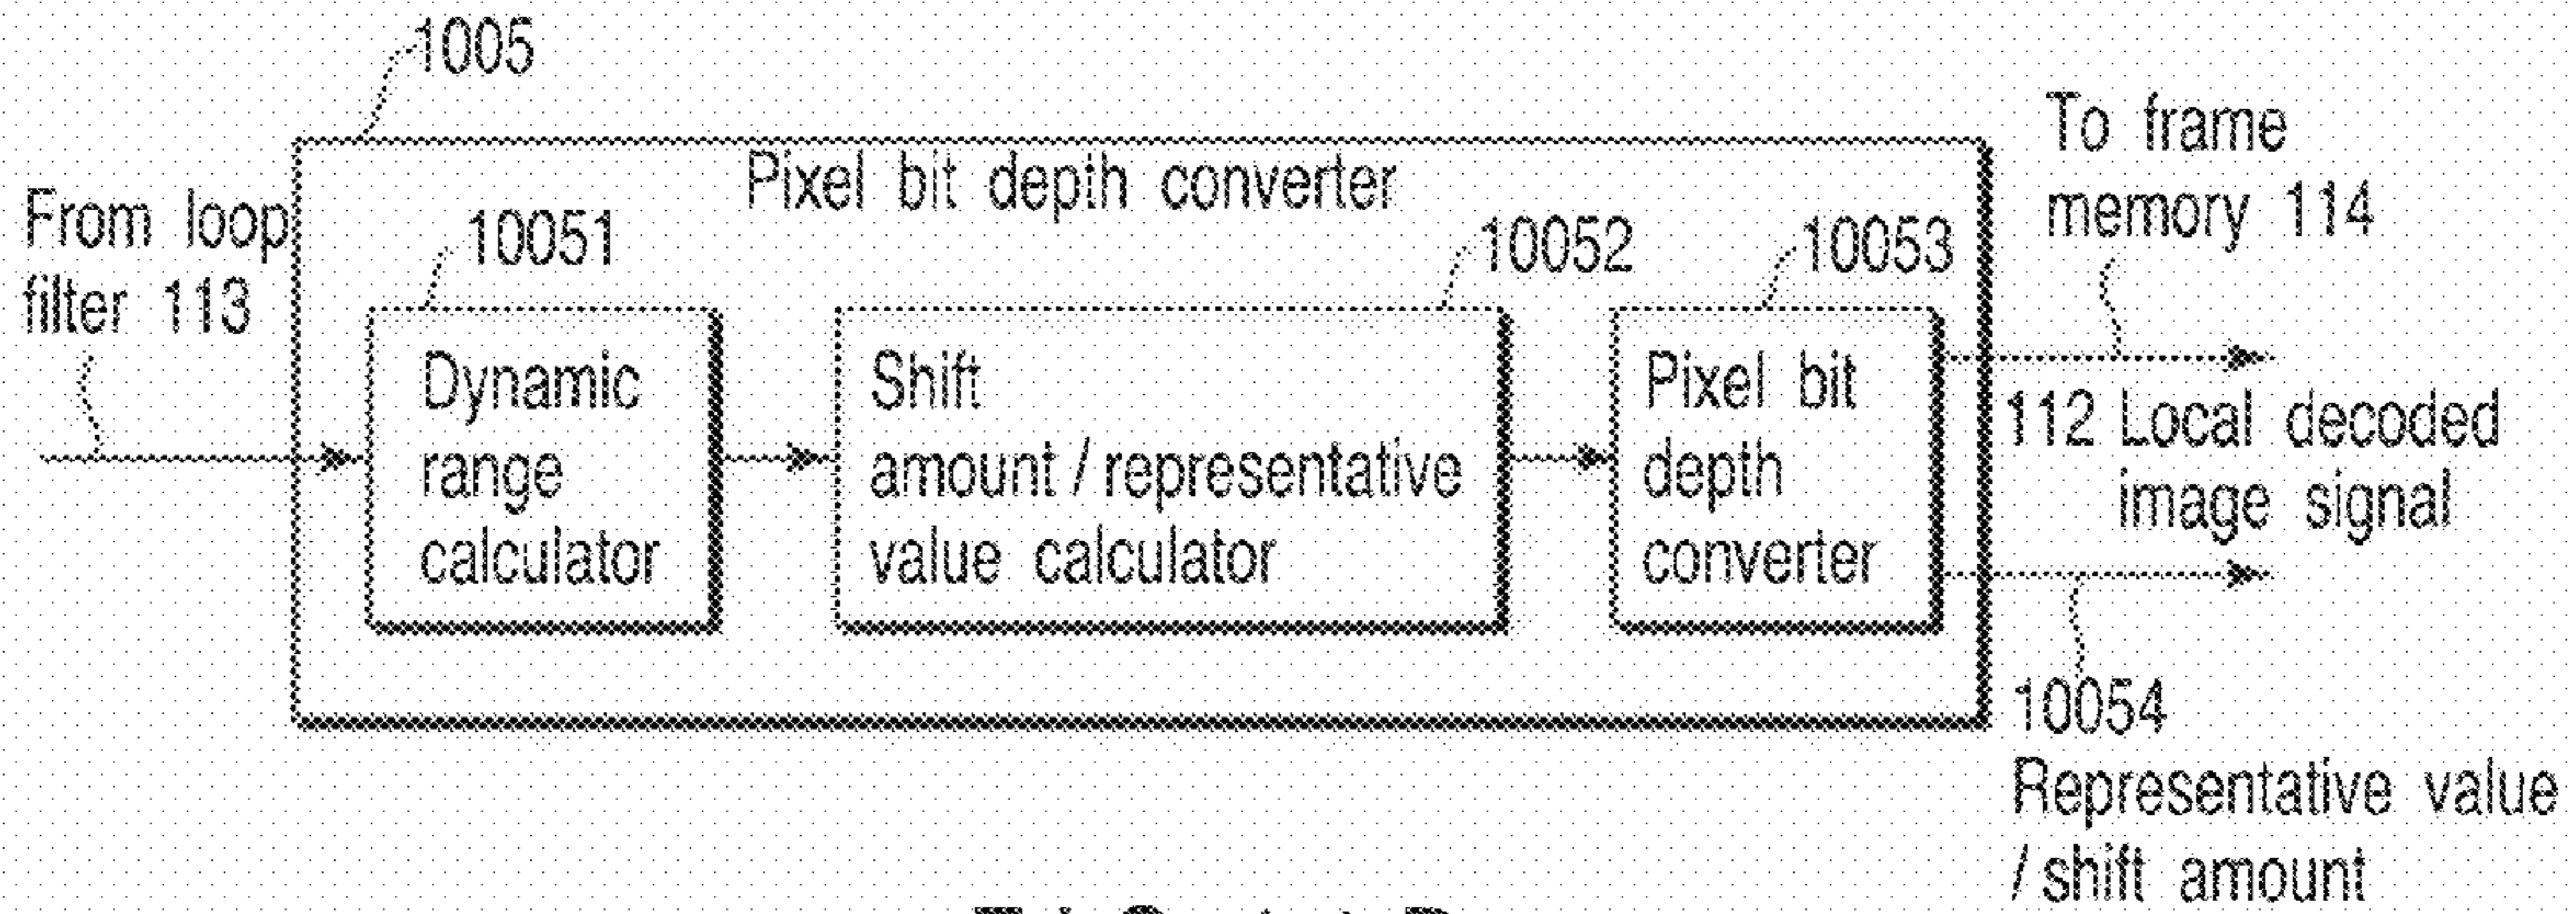 1005
To frame
memory 114
Pixel bit depth converter
From loop
filter 113
10051
10052
10053
Dynamic
range
calculator
Shift
amount / representative
value calculator
Pixel bit
depth
converter
112 Local decoded
image signal
10054
Representative value
/ shift amount